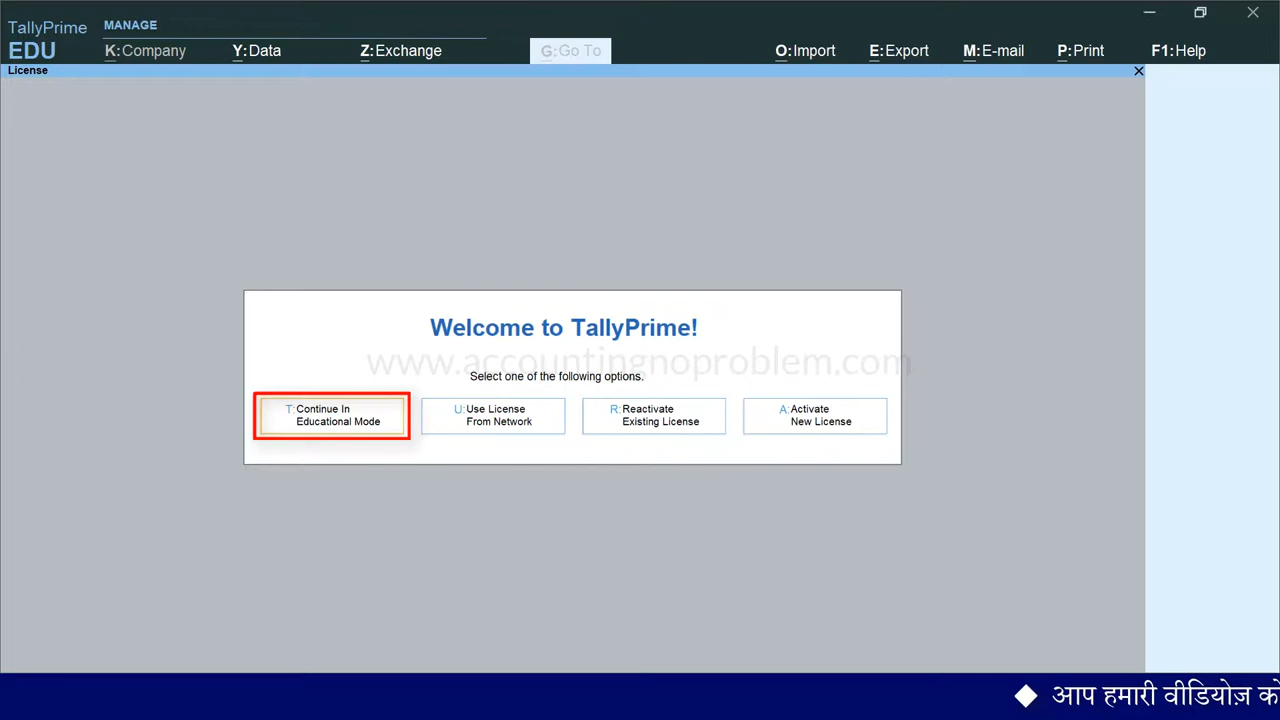 TallyPrime
EDU
MANAGE
K:Company Y:Data Z:Exchange G:Go To O:Import E:Export M:E-mail P:Print F1:Help
License
Welcome to TallyPrime!
www.accountingnoproblem.com
Select one of the following options.
T:Continue In
Educational Mode
U:Use License
From Network
R:Reactivate
Existing License
A:Activate
New License
आप हमारी वीडियोज़ को